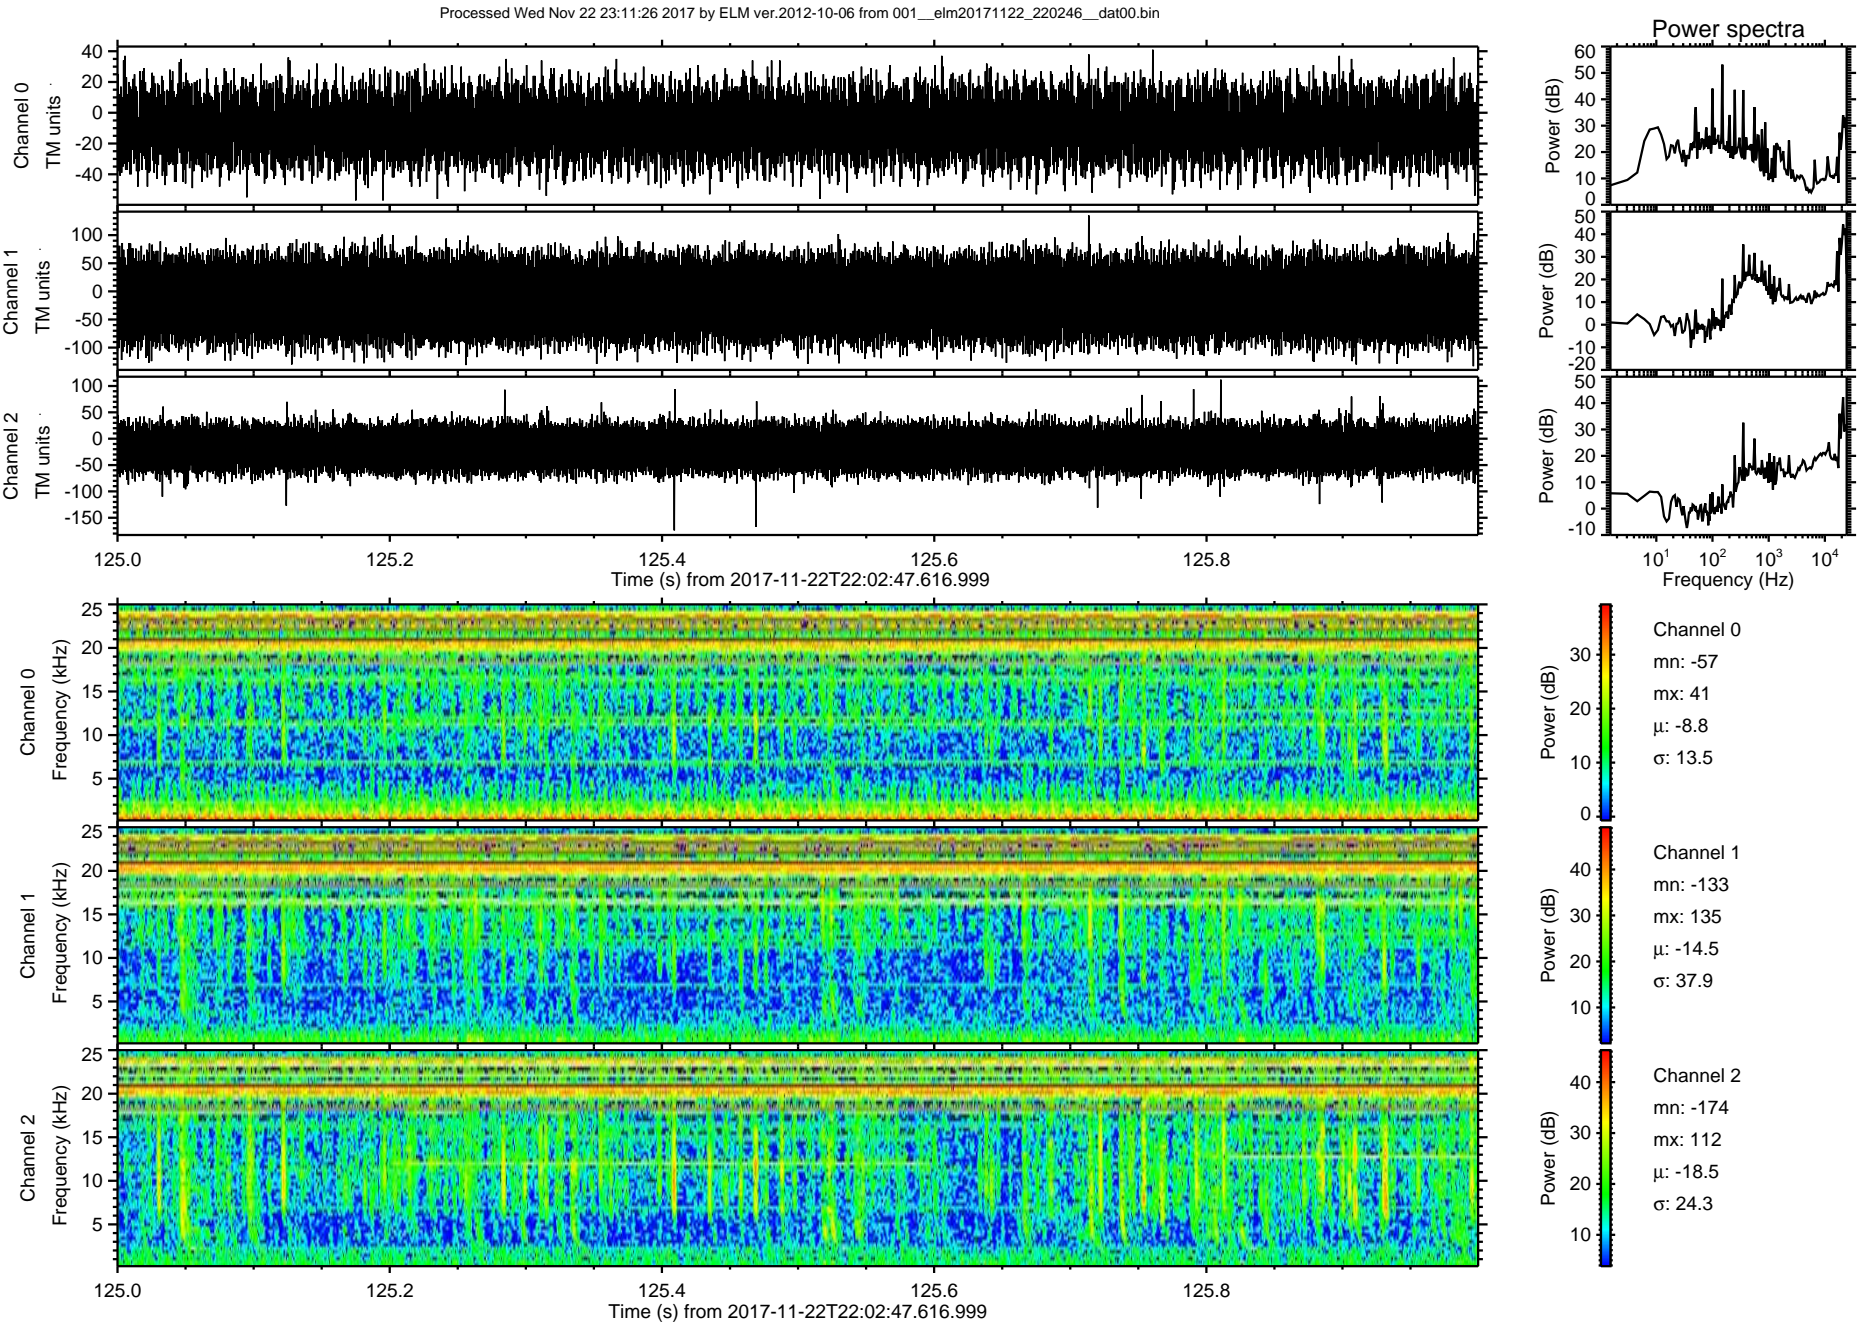 Processed Wed Nov 22 23:11:26 2017 by ELM ver.2012-10-06 from 001__elm20171122_220246__dat00.bin
Power spectra
Channel 0
TM units
40
20
0
-20
-40
Power (dB)
60
50
40
30
20
10
0
Channel 1
TM units
100
50
0
-50
-100
Power (dB)
50
40
30
20
10
0
-10
-20
Channel 2
TM units
100
50
0
-50
-100
-150
Power (dB)
50
40
30
20
10
0
-10
125.0 125.2 125.4 125.6 125.8
Time (s) from 2017-11-22T22:02:47.616.999
10^1 10^2 10^3 10^4
Frequency (Hz)
Channel 0
Frequency (kHz)
25
20
15
10
5
Power (dB)
30
20
10
0
Channel 0
mn: -57
mx: 41
μ: -8.8
σ: 13.5
Channel 1
Frequency (kHz)
25
20
15
10
5
Power (dB)
40
30
20
10
Channel 1
mn: -133
mx: 135
μ: -14.5
σ: 37.9
Channel 2
Frequency (kHz)
25
20
15
10
5
Power (dB)
40
30
20
10
Channel 2
mn: -174
mx: 112
μ: -18.5
σ: 24.3
125.0 125.2 125.4 125.6 125.8
Time (s) from 2017-11-22T22:02:47.616.999